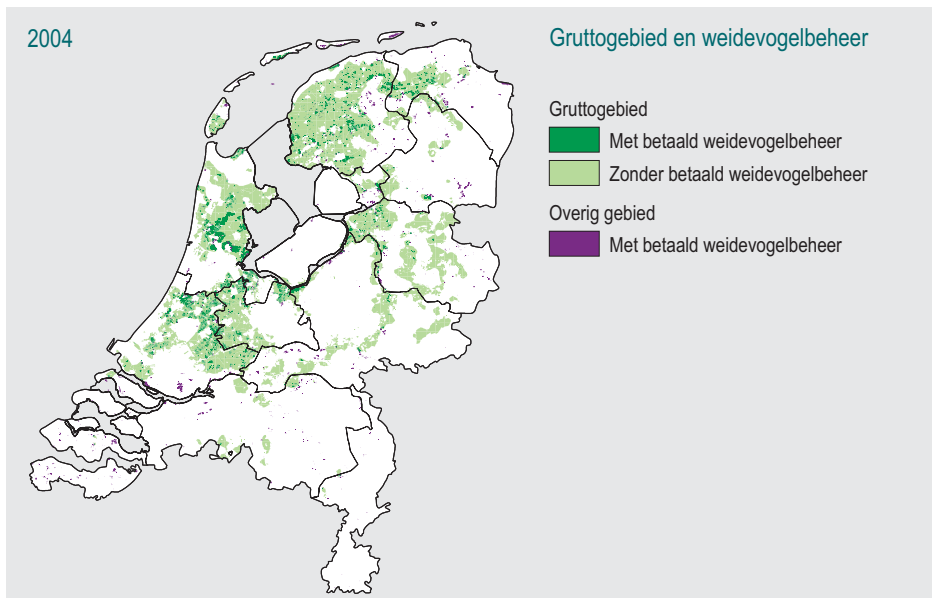 2004
Gruttogebied en weidevogelbeheer
Gruttogebied
Met betaald weidevogelbeheer
Zonder betaald weidevogelbeheer
Overig gebied
Met betaald weidevogelbeheer